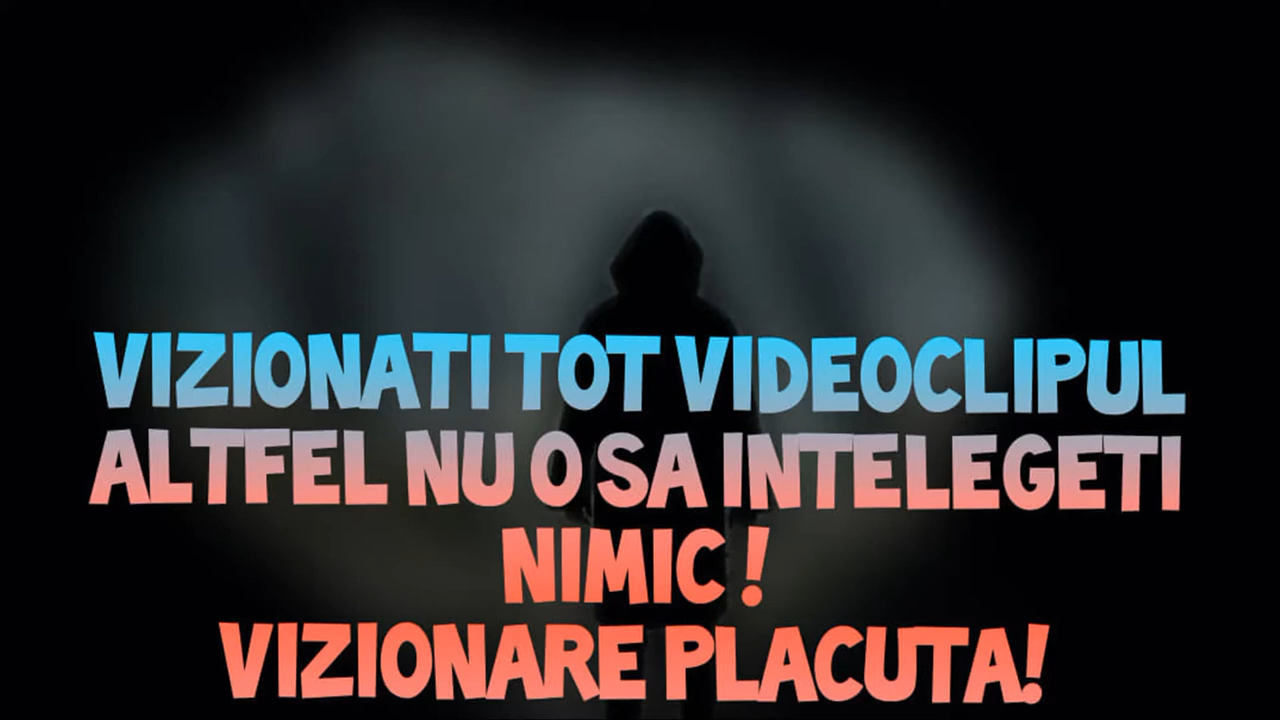 VIZIONATI TOT VIDEOCLIPUL
ALTFEL NU O SA INTELEGETI
NIMIC !
VIZIONARE PLACUTA!